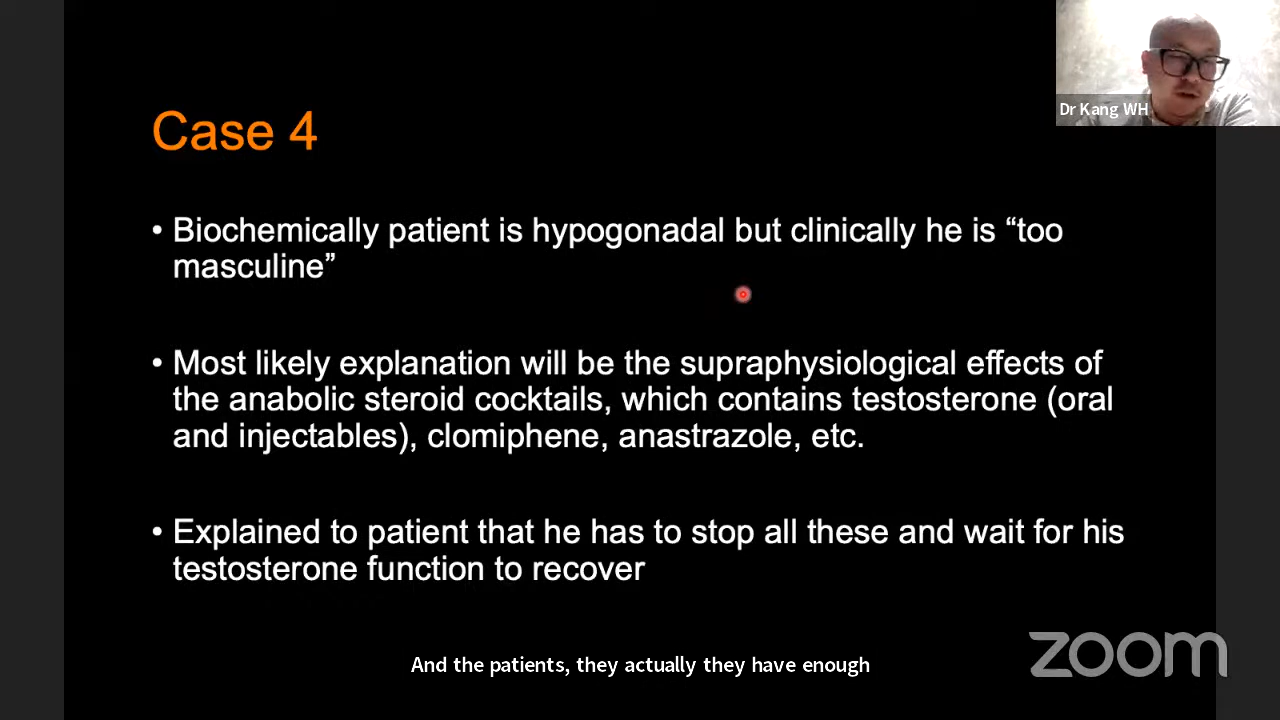 Dr Kang WH
Case 4
• Biochemically patient is hypogonadal but clinically he is “too
masculine”
• Most likely explanation will be the supraphysiological effects of
the anabolic steroid cocktails, which contains testosterone (oral
and injectables), clomiphene, anastrazole, etc.
• Explained to patient that he has to stop all these and wait for his
testosterone function to recover
And the patients, they actually they have enough
zoom